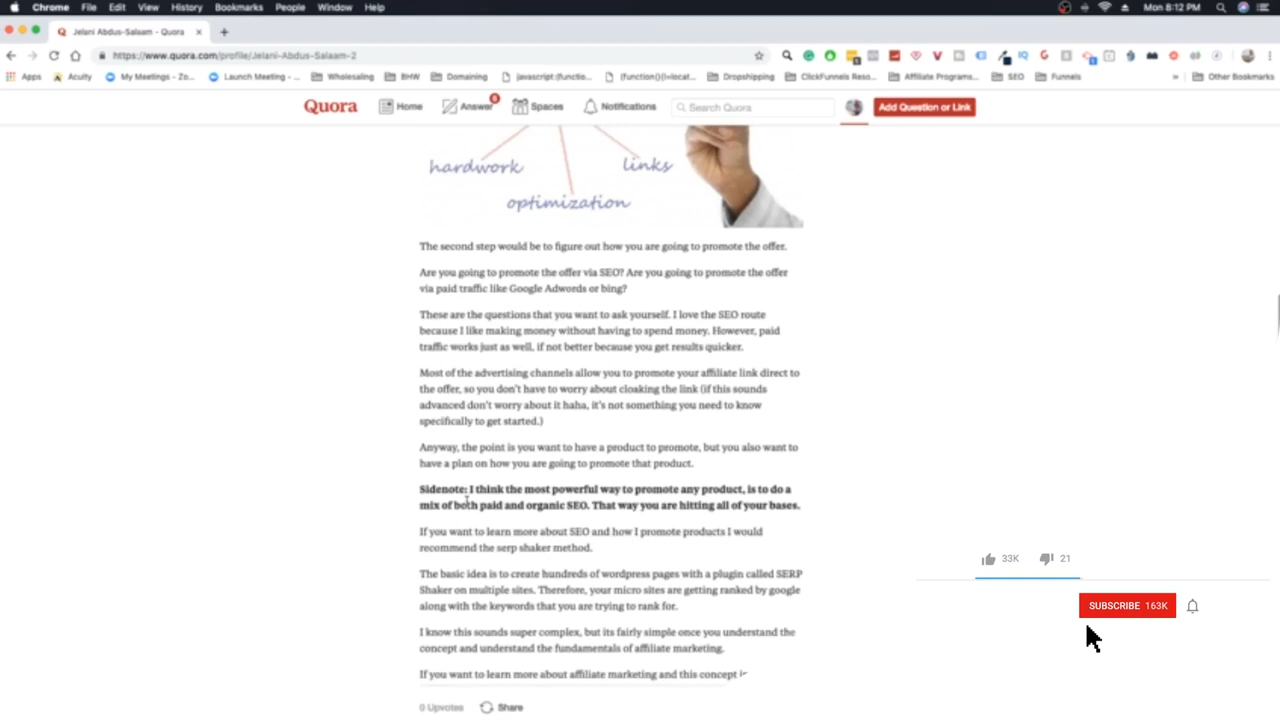 Chrome File Edit View History Bookmarks People Window Help Mon 8:12 PM
Jelani Abdus-Salaam - Quora
https://www.quora.com/profile/Jelani-Abdus-Salaam-2
Apps Acuity My Meetings - Zo... Launch Meeting - ... Wholesaling BHW Domaining javascript:(functio... (function(){l=locat... Dropshipping ClickFunnels Reso... Affiliate Programs... SEO Funnels » Other Bookmarks
Quora Home Answer 6 Spaces Notifications Search Quora Add Question or Link
hardwork links
optimization
The second step would be to figure out how you are going to promote the offer.
Are you going to promote the offer via SEO? Are you going to promote the offer
via paid traffic like Google Adwords or bing?
These are the questions that you want to ask yourself. I love the SEO route
because I like making money without having to spend money. However, paid
traffic works just as well, if not better because you get results quicker.
Most of the advertising channels allow you to promote your affiliate link direct to
the offer, so you don't have to worry about cloaking the link (if this sounds
advanced don't worry about it haha, it's not something you need to know
specifically to get started.)
Anyway, the point is you want to have a product to promote, but you also want to
have a plan on how you are going to promote that product.
Sidenote: I think the most powerful way to promote any product, is to do a
mix of both paid and organic SEO. That way you are hitting all of your bases.
If you want to learn more about SEO and how I promote products I would
recommend the serp shaker method.
The basic idea is to create hundreds of wordpress pages with a plugin called SERP
Shaker on multiple sites. Therefore, your micro sites are getting ranked by google
along with the keywords that you are trying to rank for.
I know this sounds super complex, but its fairly simple once you understand the
concept and understand the fundamentals of affiliate marketing.
If you want to learn more about affiliate marketing and this concept
0 Upvotes Share
33K 21
SUBSCRIBE 163K